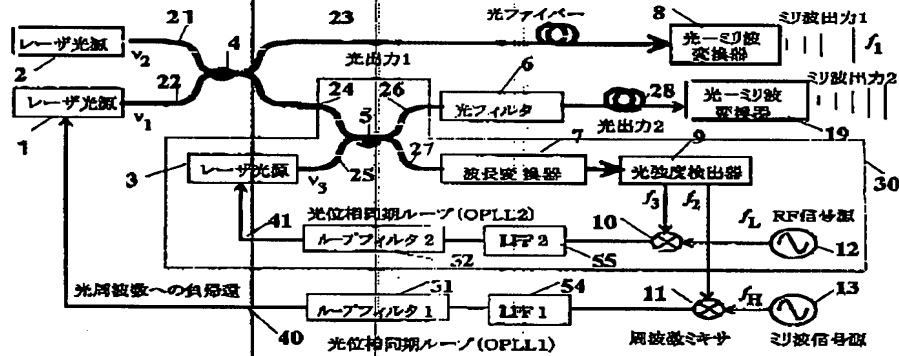 21
23
光ファイバー
8
ミリ波出力1
レーザ光源
4
光ーミリ波
変換器
f1
2
ν2
光出力1
22
6
ミリ波出力2
レーザ光源
24
26
光フィルタ
28
光ーミリ波
変換器
1
ν1
5
光出力2
19
27
7
9
3
レーザ光源
波長変換器
光強度検出器
30
ν3
25
f3
f2
41
光位相同期ループ(OPLL2)
10
fL
RF信号源
ループフィルタ2
LPF2
12
32
55
光周波数への負帰還
31
54
11
fH
13
ループフィルタ1
LPF1
40
周波数ミキサ
ミリ波信号源
光位相同期ループ(OPLL1)